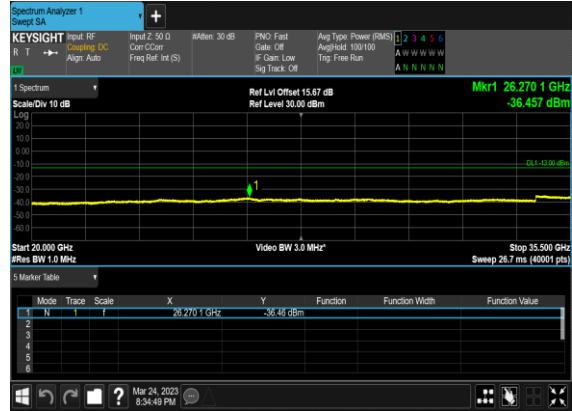 Spectrum Analyzer 1
Swept SA
+
KEYSIGHT
R T
Input: RF
Coupling: DC
Align: Auto
Input Z: 50 Ω
Corr CCorr
Freq Ref: Int (S)
#Atten: 30 dB
PNO: Fast
Gate: Off
IF Gain: Low
Sig Track: Off
Avg Type: Power (RMS)
Avg|Hold: 100/100
Trig: Free Run
1 2 3 4 5 6
A W W W W W
A N N N N N
1 Spectrum
Scale/Div 10 dB
Ref Lvl Offset 15.67 dB
Ref Level 30.00 dBm
Mkr1 26.270 1 GHz
-36.457 dBm
Log
20.0
10.0
0.00
-10.0
-20.0
-30.0
-40.0
-50.0
-60.0
DL1 -13.00 dBm
1
Start 20.000 GHz
#Res BW 1.0 MHz
Video BW 3.0 MHz*
Stop 35.500 GHz
Sweep 26.7 ms (40001 pts)
5 Marker Table
Mode Trace Scale X Y Function Function Width Function Value
1 N 1 f 26.270 1 GHz -36.46 dBm
2
3
4
5
6
?
Mar 24, 2023
8:34:49 PM